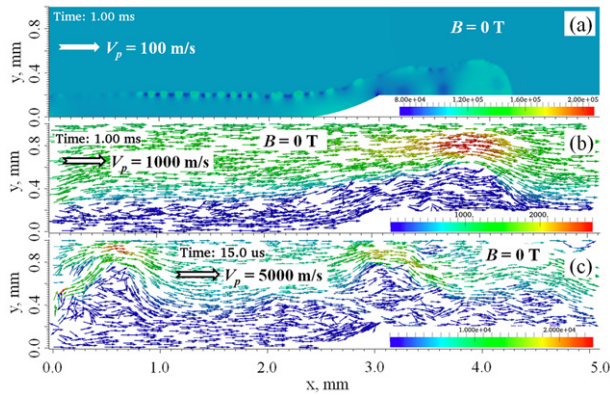 Time: 1.00 ms
B = 0 T
(a)
V_p = 100 m/s
y, mm
0.0 0.4 0.8
8.00e+04 1.20e+05 1.60e+05 2.00e+05
Time: 1.00 ms
B = 0 T
(b)
V_p = 1000 m/s
y, mm
0.0 0.4 0.8
1000. 2000.
Time: 15.0 us
B = 0 T
(c)
V_p = 5000 m/s
y, mm
0.0 0.4 0.8
1.000e+04 2.000e+04
0.0 1.0 2.0 3.0 4.0 5.0
x, mm